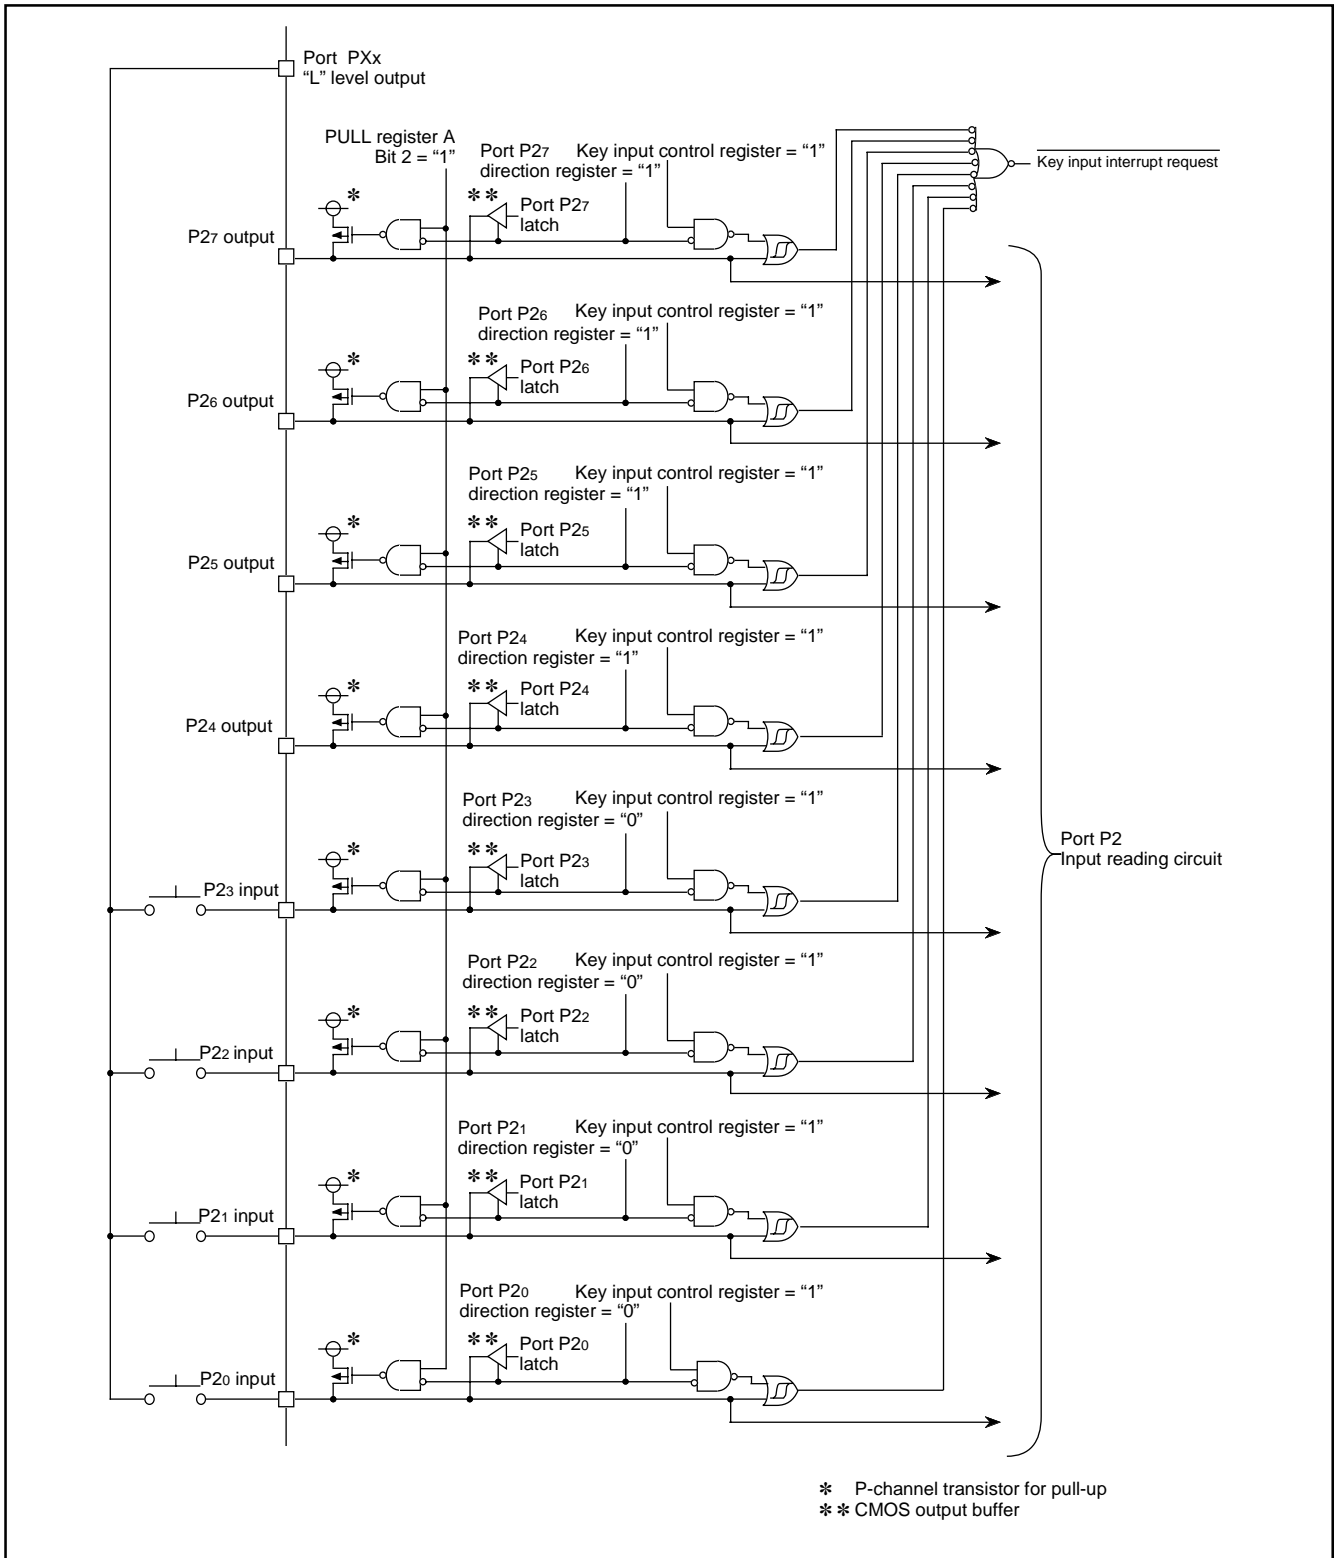 Port PXx
“L” level output
PULL register A
Bit 2 = “1”
Port P27
direction register = “1”
Key input control register = “1”
Key input interrupt request
*
**
Port P27
latch
P27 output
Port P26
direction register = “1”
Key input control register = “1”
*
**
Port P26
latch
P26 output
Port P25
direction register = “1”
Key input control register = “1”
*
**
Port P25
latch
P25 output
Port P24
direction register = “1”
Key input control register = “1”
*
**
Port P24
latch
P24 output
Port P23
direction register = “0”
Key input control register = “1”
*
**
Port P23
latch
P23 input
Port P2
Input reading circuit
Port P22
direction register = “0”
Key input control register = “1”
*
**
Port P22
latch
P22 input
Port P21
direction register = “0”
Key input control register = “1”
*
**
Port P21
latch
P21 input
Port P20
direction register = “0”
Key input control register = “1”
*
**
Port P20
latch
P20 input
* P-channel transistor for pull-up
** CMOS output buffer